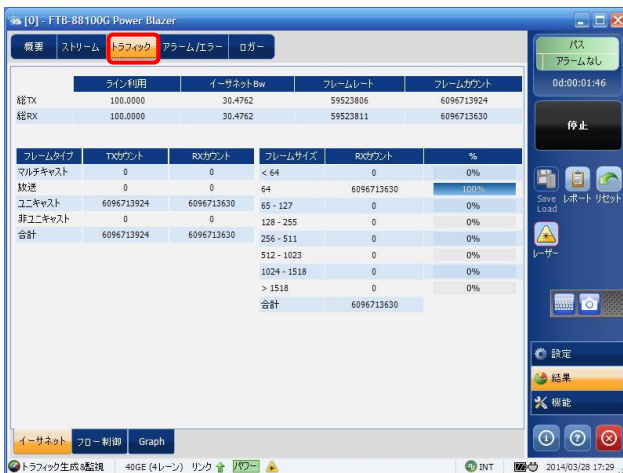 [0] - FTB-88100G Power Blazer
概要 ストリーム トラフィック アラーム/エラー ロガー
ライン利用 イーサネットBw フレームレート フレームカウント
総TX 100.0000 30.4762 59523806 6096713924
総RX 100.0000 30.4762 59523811 6096713630
フレームタイプ TXカウント RXカウント
マルチキャスト 0 0
放送 0 0
ユニキャスト 6096713924 6096713630
非ユニキャスト 0 0
合計 6096713924 6096713630
フレームサイズ RXカウント %
< 64 0 0%
64 6096713630 100%
65 - 127 0 0%
128 - 255 0 0%
256 - 511 0 0%
512 - 1023 0 0%
1024 - 1518 0 0%
> 1518 0 0%
合計 6096713630
イーサネット フロー制御 Graph
パス
アラームなし
0d:00:01:46
停止
Save
Load
レポート リセット
レーザー
設定
結果
機能
トラフィック生成&監視 40GE (4レーン) リンク パワー INT 2014/03/28 17:29